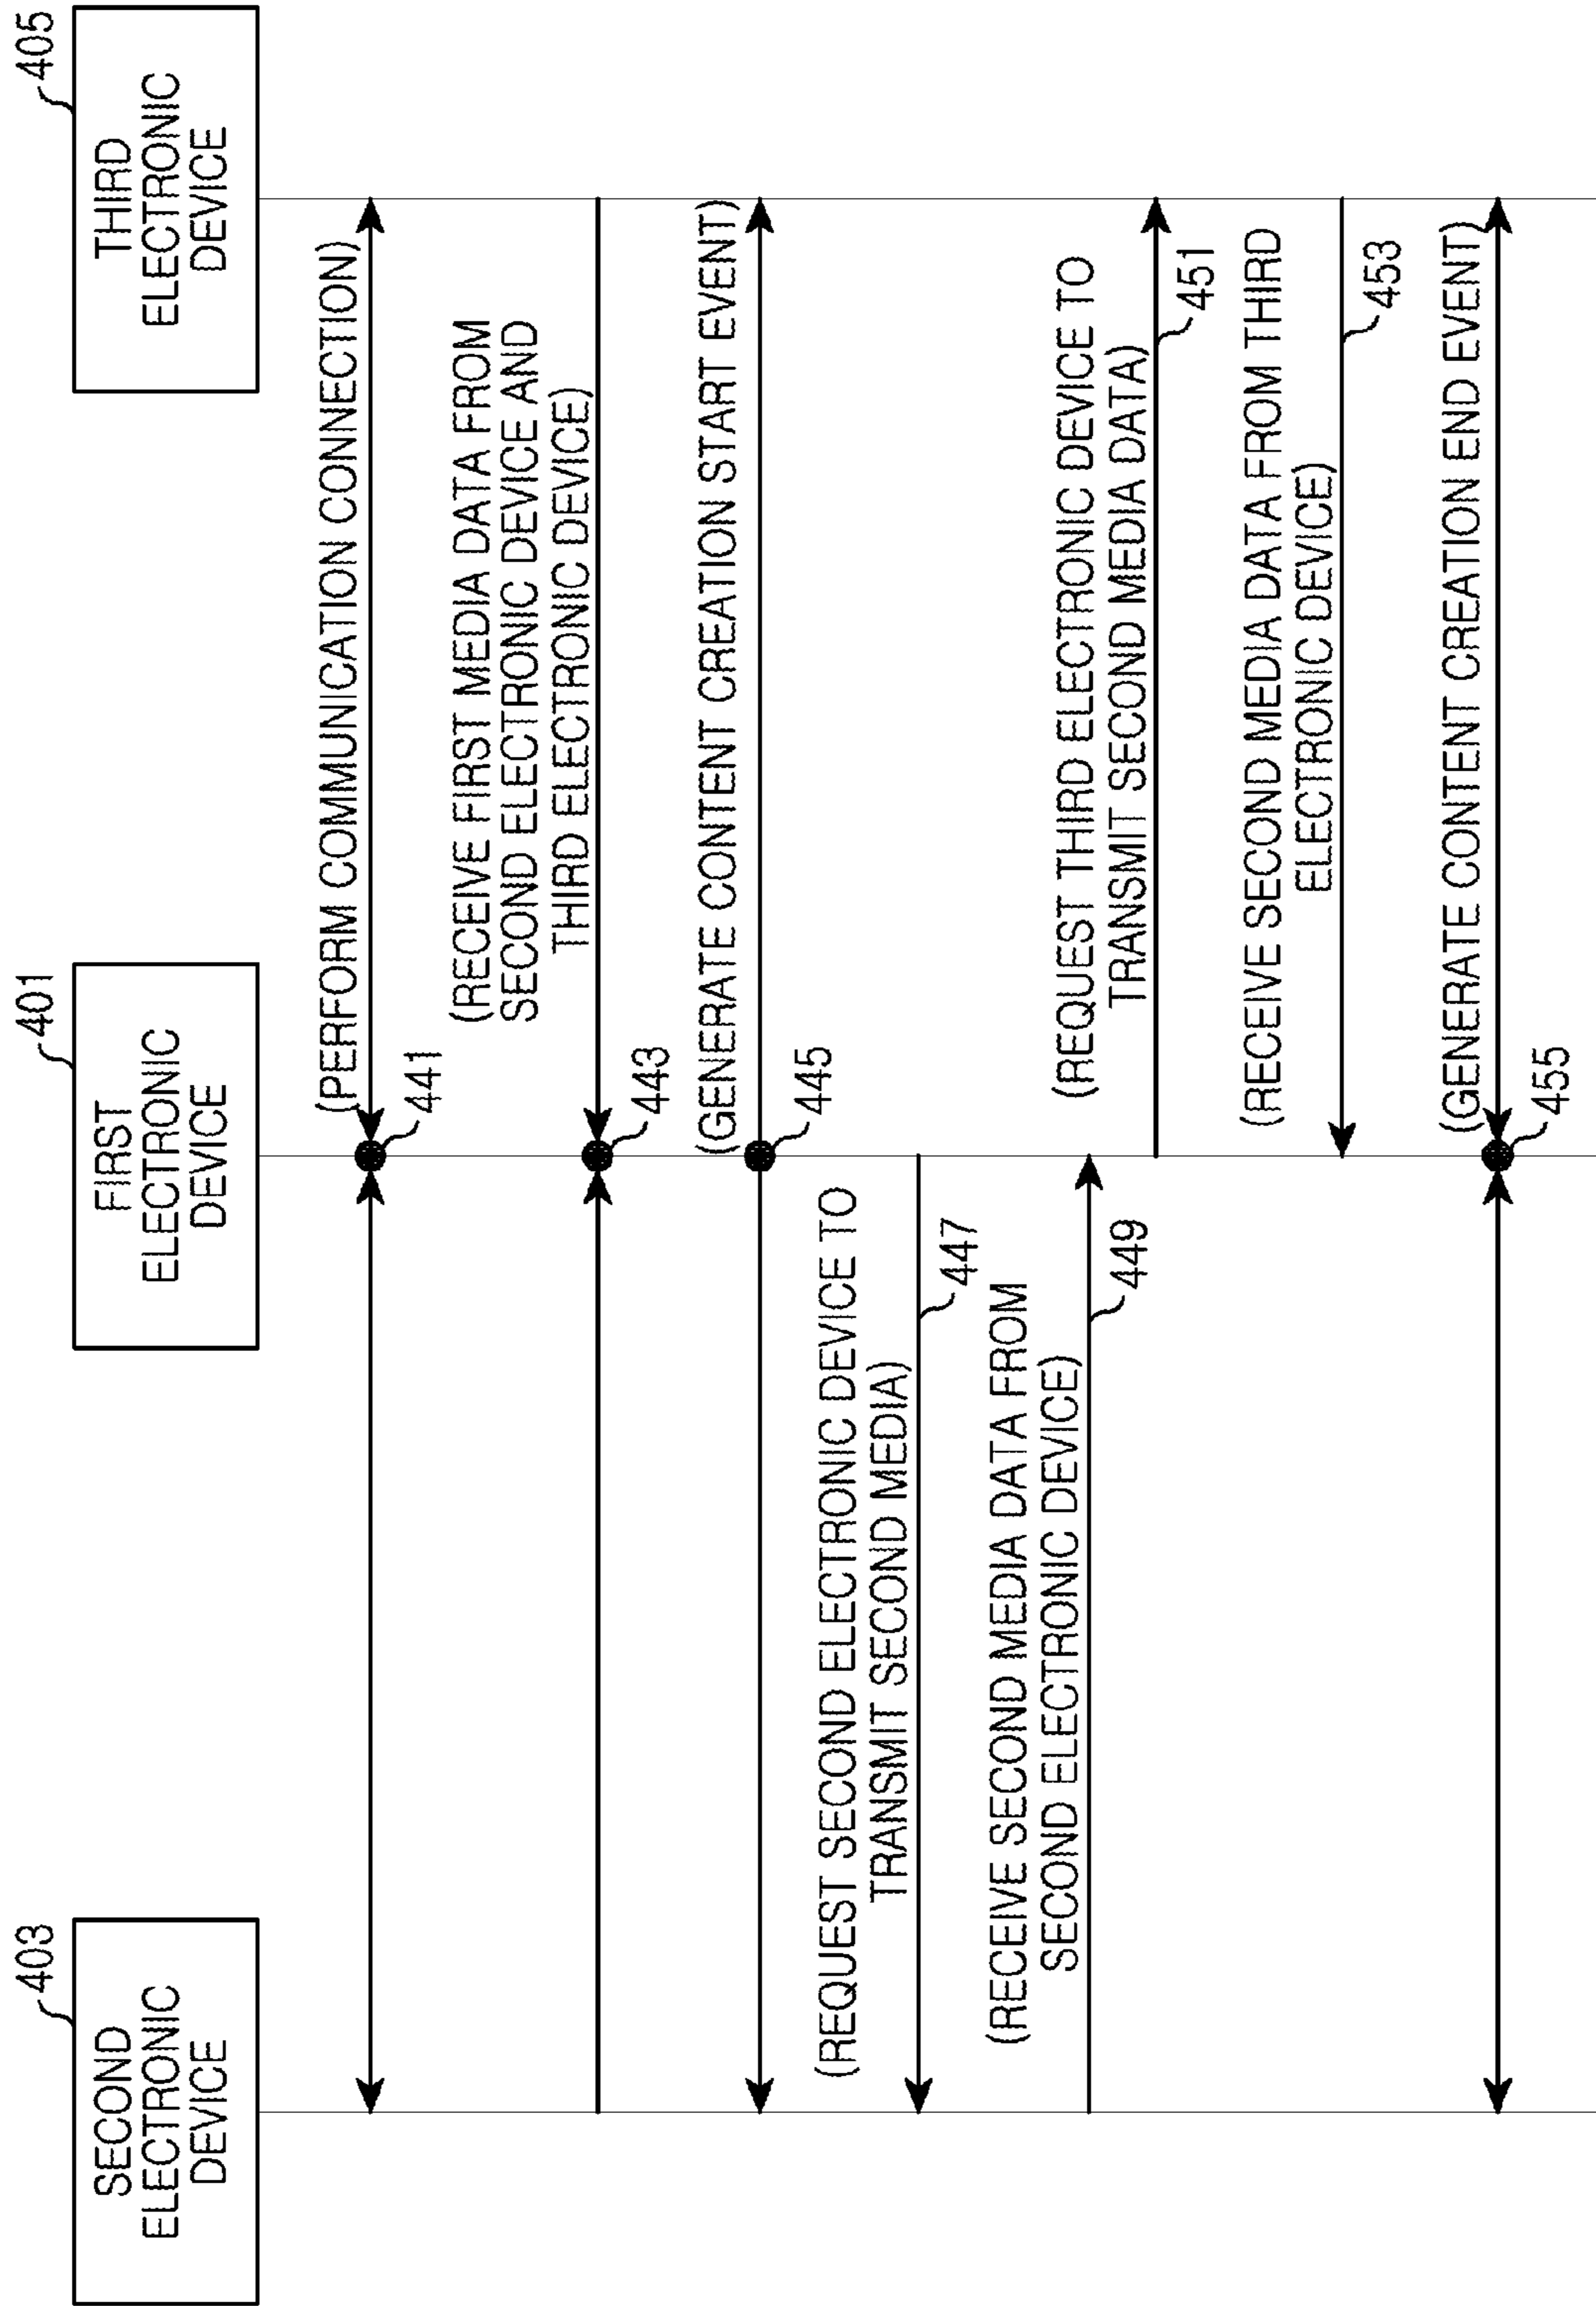 403
SECOND
ELECTRONIC
DEVICE
401
FIRST
ELECTRONIC
DEVICE
405
THIRD
ELECTRONIC
DEVICE
(PERFORM COMMUNICATION CONNECTION)
441
(RECEIVE FIRST MEDIA DATA FROM
SECOND ELECTRONIC DEVICE AND
THIRD ELECTRONIC DEVICE)
443
(GENERATE CONTENT CREATION START EVENT)
445
(REQUEST SECOND ELECTRONIC DEVICE TO
TRANSMIT SECOND MEDIA)
447
(RECEIVE SECOND MEDIA DATA FROM
SECOND ELECTRONIC DEVICE)
449
(REQUEST THIRD ELECTRONIC DEVICE TO
TRANSMIT SECOND MEDIA DATA)
451
(RECEIVE SECOND MEDIA DATA FROM THIRD
ELECTRONIC DEVICE)
453
(GENERATE CONTENT CREATION END EVENT)
455